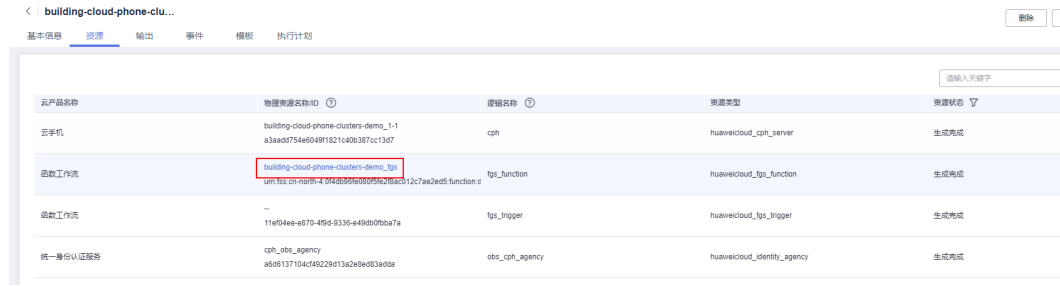 building-cloud-phone-clu...
删除
基本信息 资源 输出 事件 模板 执行计划
请输入关键字
云产品名称 物理资源名称/ID 逻辑名称 资源类型 资源状态
building-cloud-phone-clusters-demo_1-1
云手机 cph huaweicloud_cph_server 生成完成
a3aadd754e6049f1821c40b387cc13d7
building-cloud-phone-clusters-demo_fgs
函数工作流 fgs_function huaweicloud_fgs_function 生成完成
urn:fss:cn-north-4:0f4db96fe080f5fe2f8ac012c7ae2ed5:function:d
--
函数工作流 fgs_trigger huaweicloud_fgs_trigger 生成完成
11ef04ee-e870-4f9d-9336-e49db0fbba7a
cph_obs_agency
统一身份认证服务 obs_cph_agency huaweicloud_identity_agency 生成完成
a6d6137104cf49229d13a2e8ed83adda